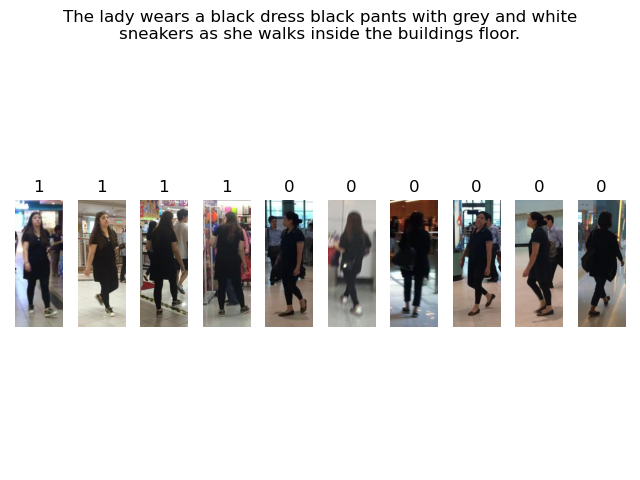 The lady wears a black dress black pants with grey and white
sneakers as she walks inside the buildings floor.
1 1 1 1 0 0 0 0 0 0